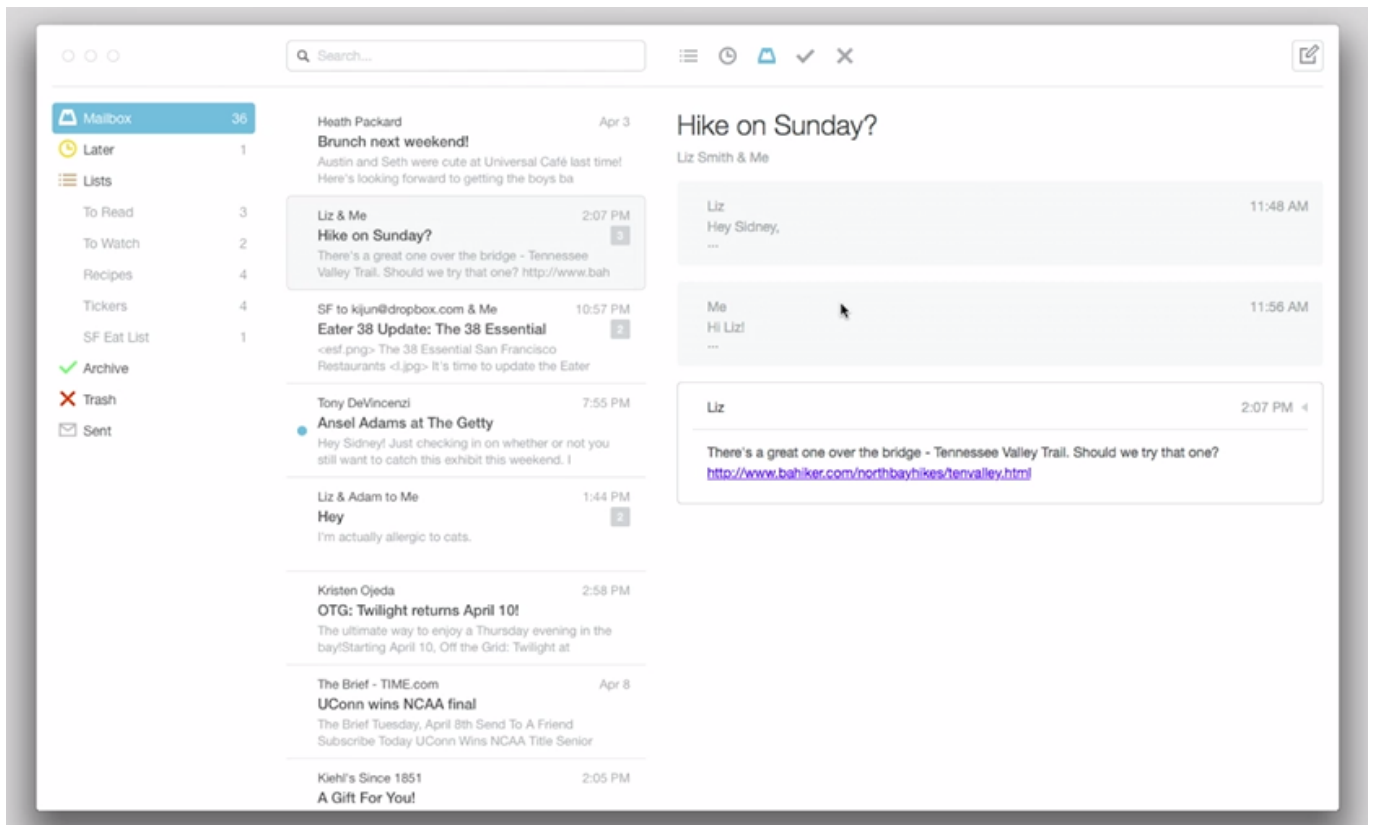 Search...
Mailbox 36
Later 1
Lists
To Read 3
To Watch 2
Recipes 4
Tickers 4
SF Eat List 1
Archive
Trash
Sent
Heath Packard Apr 3
Brunch next weekend!
Austin and Seth were cute at Universal Café last time!
Here's looking forward to getting the boys ba
Liz & Me 2:07 PM
Hike on Sunday? 3
There's a great one over the bridge - Tennessee
Valley Trail. Should we try that one? http://www.bah
SF to kijun@dropbox.com & Me 10:57 PM
Eater 38 Update: The 38 Essential 2
<esf.png> The 38 Essential San Francisco
Restaurants <l.jpg> It's time to update the Eater
Tony DeVincenzi 7:55 PM
Ansel Adams at The Getty
Hey Sidney! Just checking in on whether or not you
still want to catch this exhibit this weekend. I
Liz & Adam to Me 1:44 PM
Hey 2
I'm actually allergic to cats.
Kristen Ojeda 2:58 PM
OTG: Twilight returns April 10!
The ultimate way to enjoy a Thursday evening in the
bay!Starting April 10, Off the Grid: Twilight at
The Brief - TIME.com Apr 8
UConn wins NCAA final
The Brief Tuesday, April 8th Send To A Friend
Subscribe Today UConn Wins NCAA Title Senior
Kiehl's Since 1851 2:05 PM
A Gift For You!
Hike on Sunday?
Liz Smith & Me
Liz 11:48 AM
Hey Sidney,
...
Me 11:56 AM
Hi Liz!
...
Liz 2:07 PM
There's a great one over the bridge - Tennessee Valley Trail. Should we try that one?
http://www.bahiker.com/northbayhikes/tenvalley.html